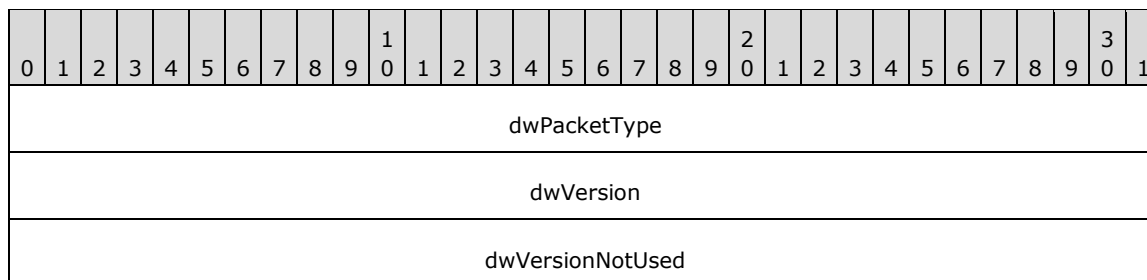 1 2 3
0 1 2 3 4 5 6 7 8 9 0 1 2 3 4 5 6 7 8 9 0 1 2 3 4 5 6 7 8 9 0 1
dwPacketType
dwVersion
dwVersionNotUsed